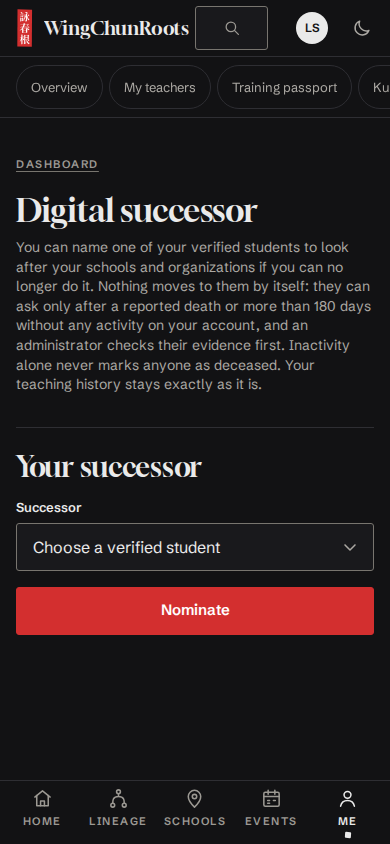 詠春根
WingChunRoots
LS
Overview
My teachers
Training passport
Ku
DASHBOARD
Digital successor
You can name one of your verified students to look
after your schools and organizations if you can no
longer do it. Nothing moves to them by itself: they can
ask only after a reported death or more than 180 days
without any activity on your account, and an
administrator checks their evidence first. Inactivity
alone never marks anyone as deceased. Your
teaching history stays exactly as it is.
Your successor
Successor
Choose a verified student
Nominate
HOME
LINEAGE
SCHOOLS
EVENTS
ME